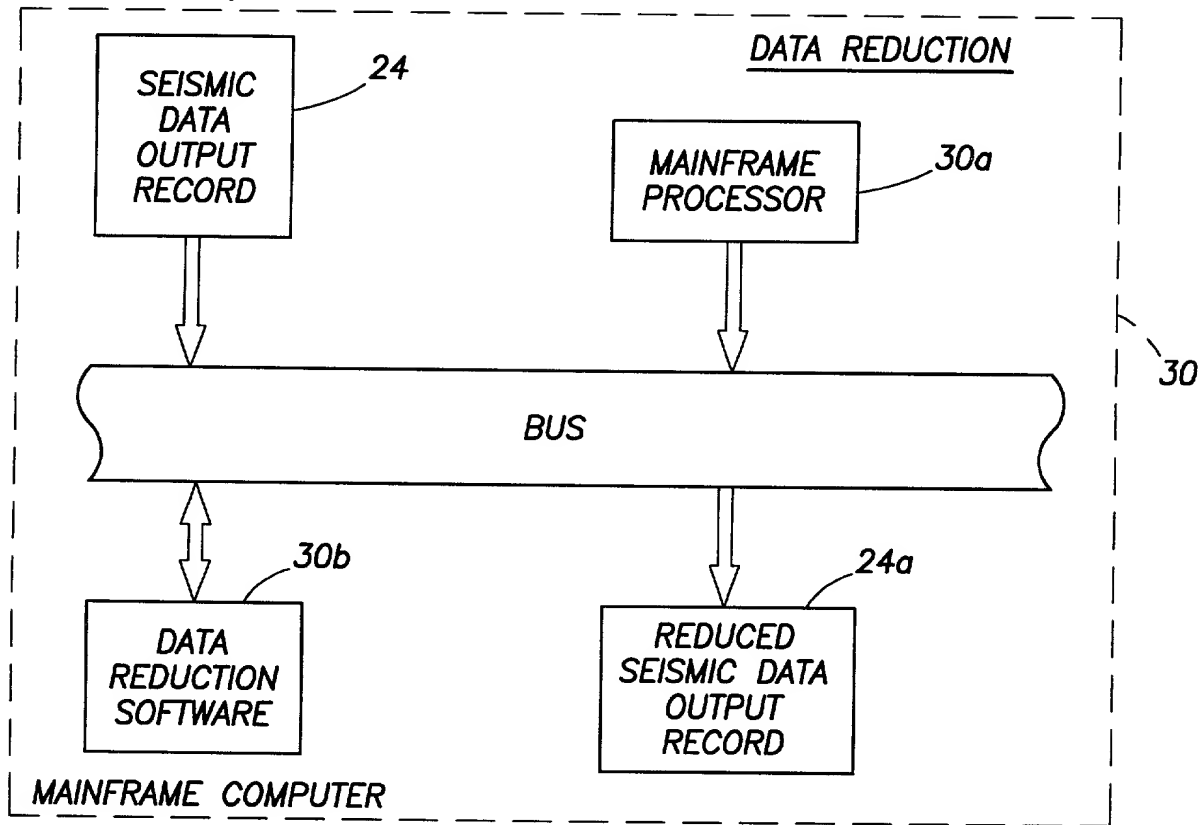 DATA REDUCTION
SEISMIC
DATA
OUTPUT
RECORD
24
MAINFRAME
PROCESSOR
30a
30
BUS
30b
DATA
REDUCTION
SOFTWARE
24a
REDUCED
SEISMIC DATA
OUTPUT
RECORD
MAINFRAME COMPUTER